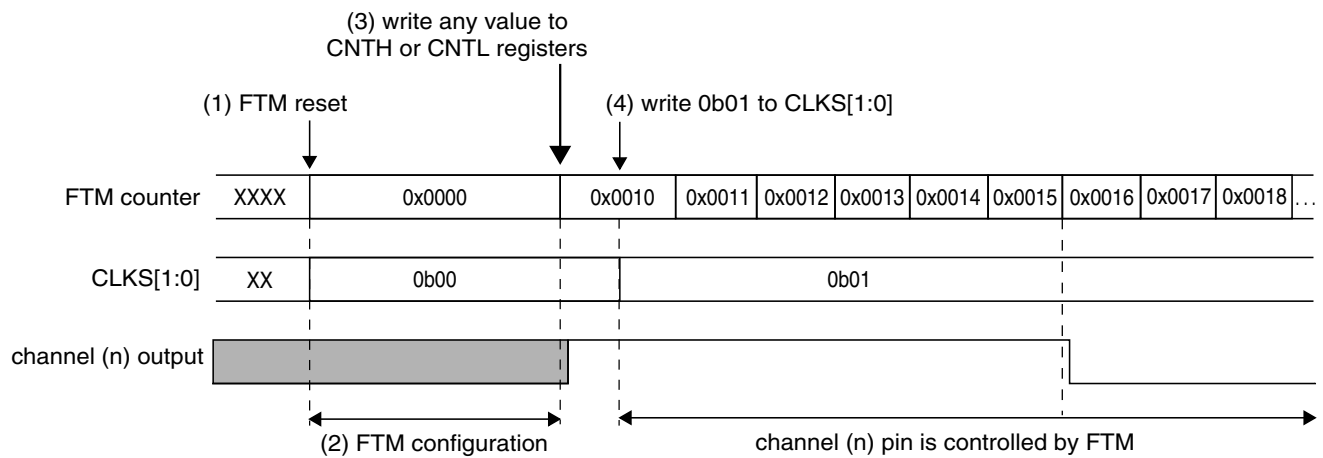 (3) write any value to
CNTH or CNTL registers
(1) FTM reset
(4) write 0b01 to CLKS[1:0]
FTM counter XXXX 0x0000 0x0010 0x0011 0x0012 0x0013 0x0014 0x0015 0x0016 0x0017 0x0018 ...
CLKS[1:0] XX 0b00 0b01
channel (n) output
(2) FTM configuration channel (n) pin is controlled by FTM